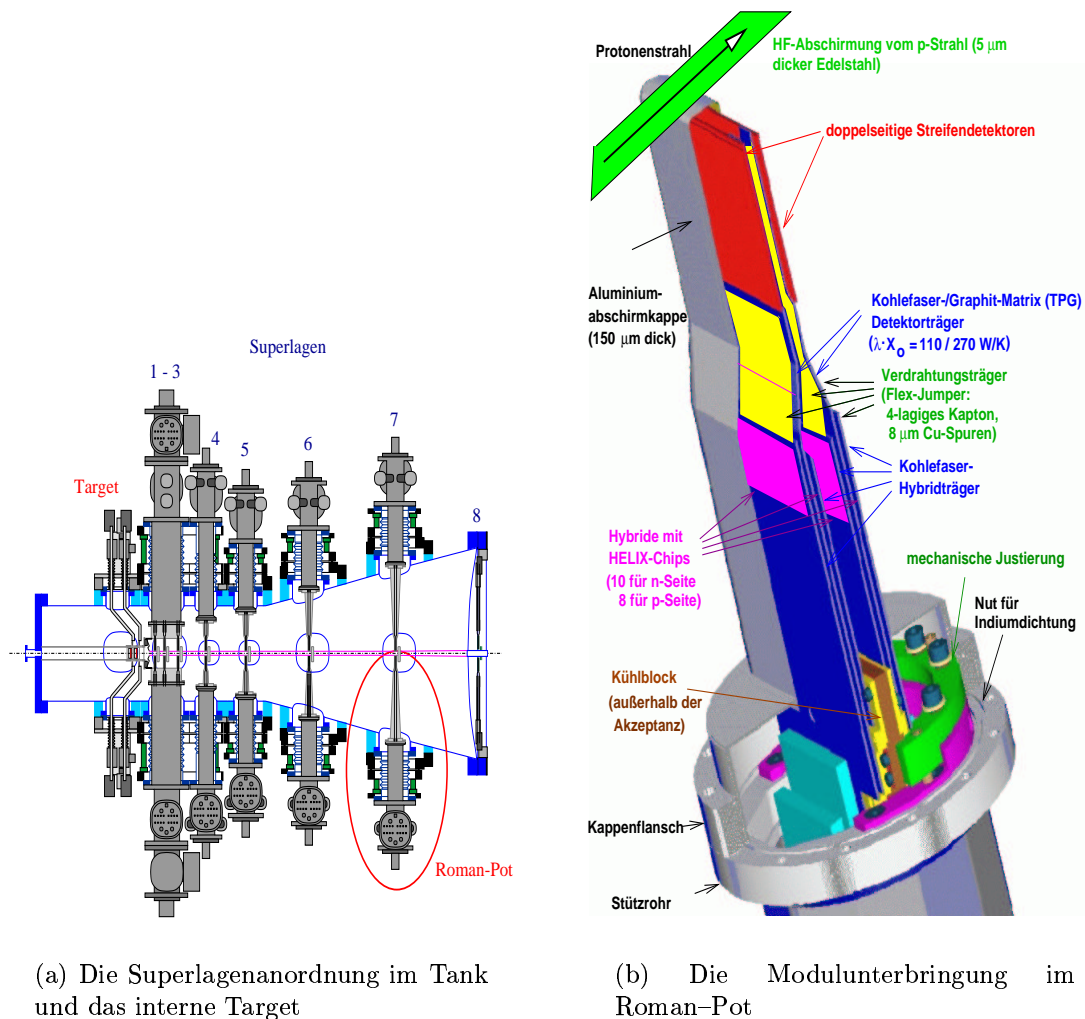 Superlagen
1 - 3
4
5
6
7
8
Target
Roman-Pot
(a) Die Superlagenanordnung im Tank
und das interne Target
Protonenstrahl
HF-Abschirmung vom p-Strahl (5 µm
dicker Edelstahl)
doppelseitige Streifendetektoren
Aluminium-
abschirmkappe
(150 µm dick)
Kohlefaser-/Graphit-Matrix (TPG)
Detektorträger
(λ·X₀ = 110 / 270 W/K)
Verdrahtungsträger
(Flex-Jumper:
4-lagiges Kapton,
8 µm Cu-Spuren)
Kohlefaser-
Hybridträger
Hybride mit
HELIX-Chips
(10 für n-Seite
8 für p-Seite)
mechanische Justierung
Nut für
Indiumdichtung
Kühlblock
(außerhalb der
Akzeptanz)
Kappenflansch
Stützrohr
(b) Die Modulunterbringung im
Roman–Pot